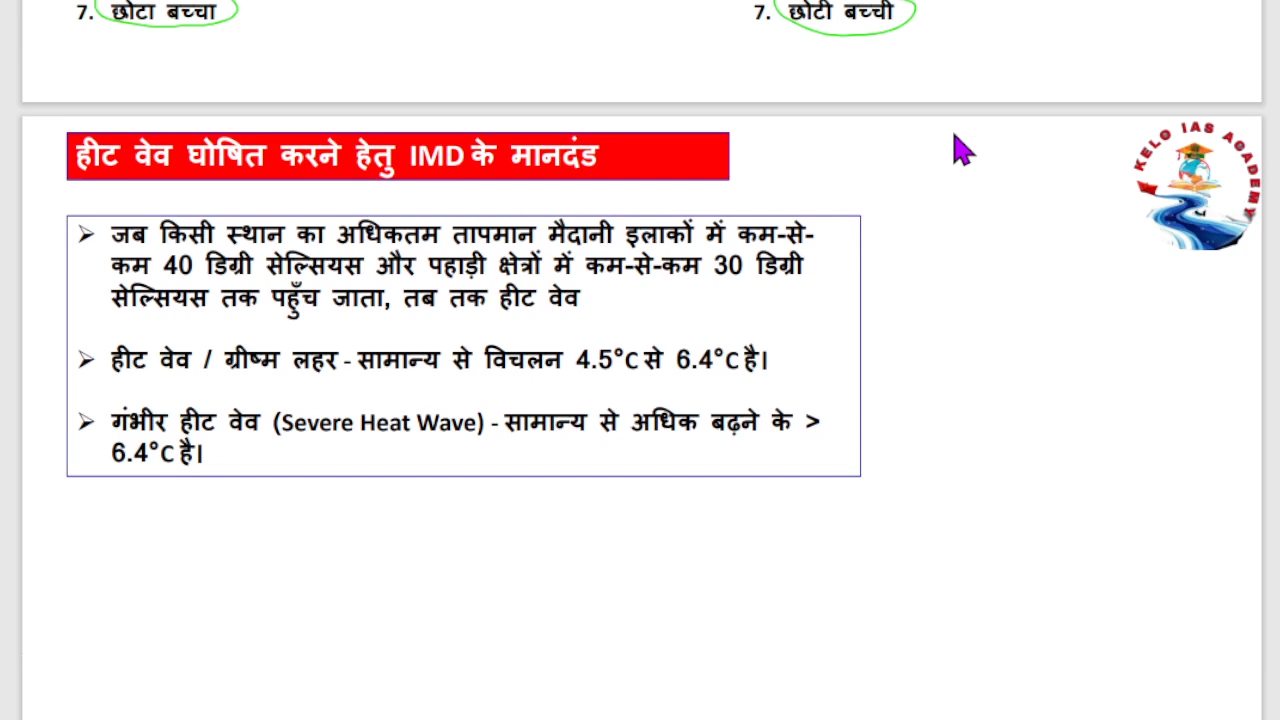 7. छोटा बच्चा
7. छोटी बच्ची
हीट वेव घोषित करने हेतु IMD के मानदंड
KELO IAS ACADEMY
➢ जब किसी स्थान का अधिकतम तापमान मैदानी इलाकों में कम-से-
कम 40 डिग्री सेल्सियस और पहाड़ी क्षेत्रों में कम-से-कम 30 डिग्री
सेल्सियस तक पहुँच जाता, तब तक हीट वेव
➢ हीट वेव / ग्रीष्म लहर - सामान्य से विचलन 4.5°C से 6.4°C है।
➢ गंभीर हीट वेव (Severe Heat Wave) - सामान्य से अधिक बढ़ने के >
6.4°C है।